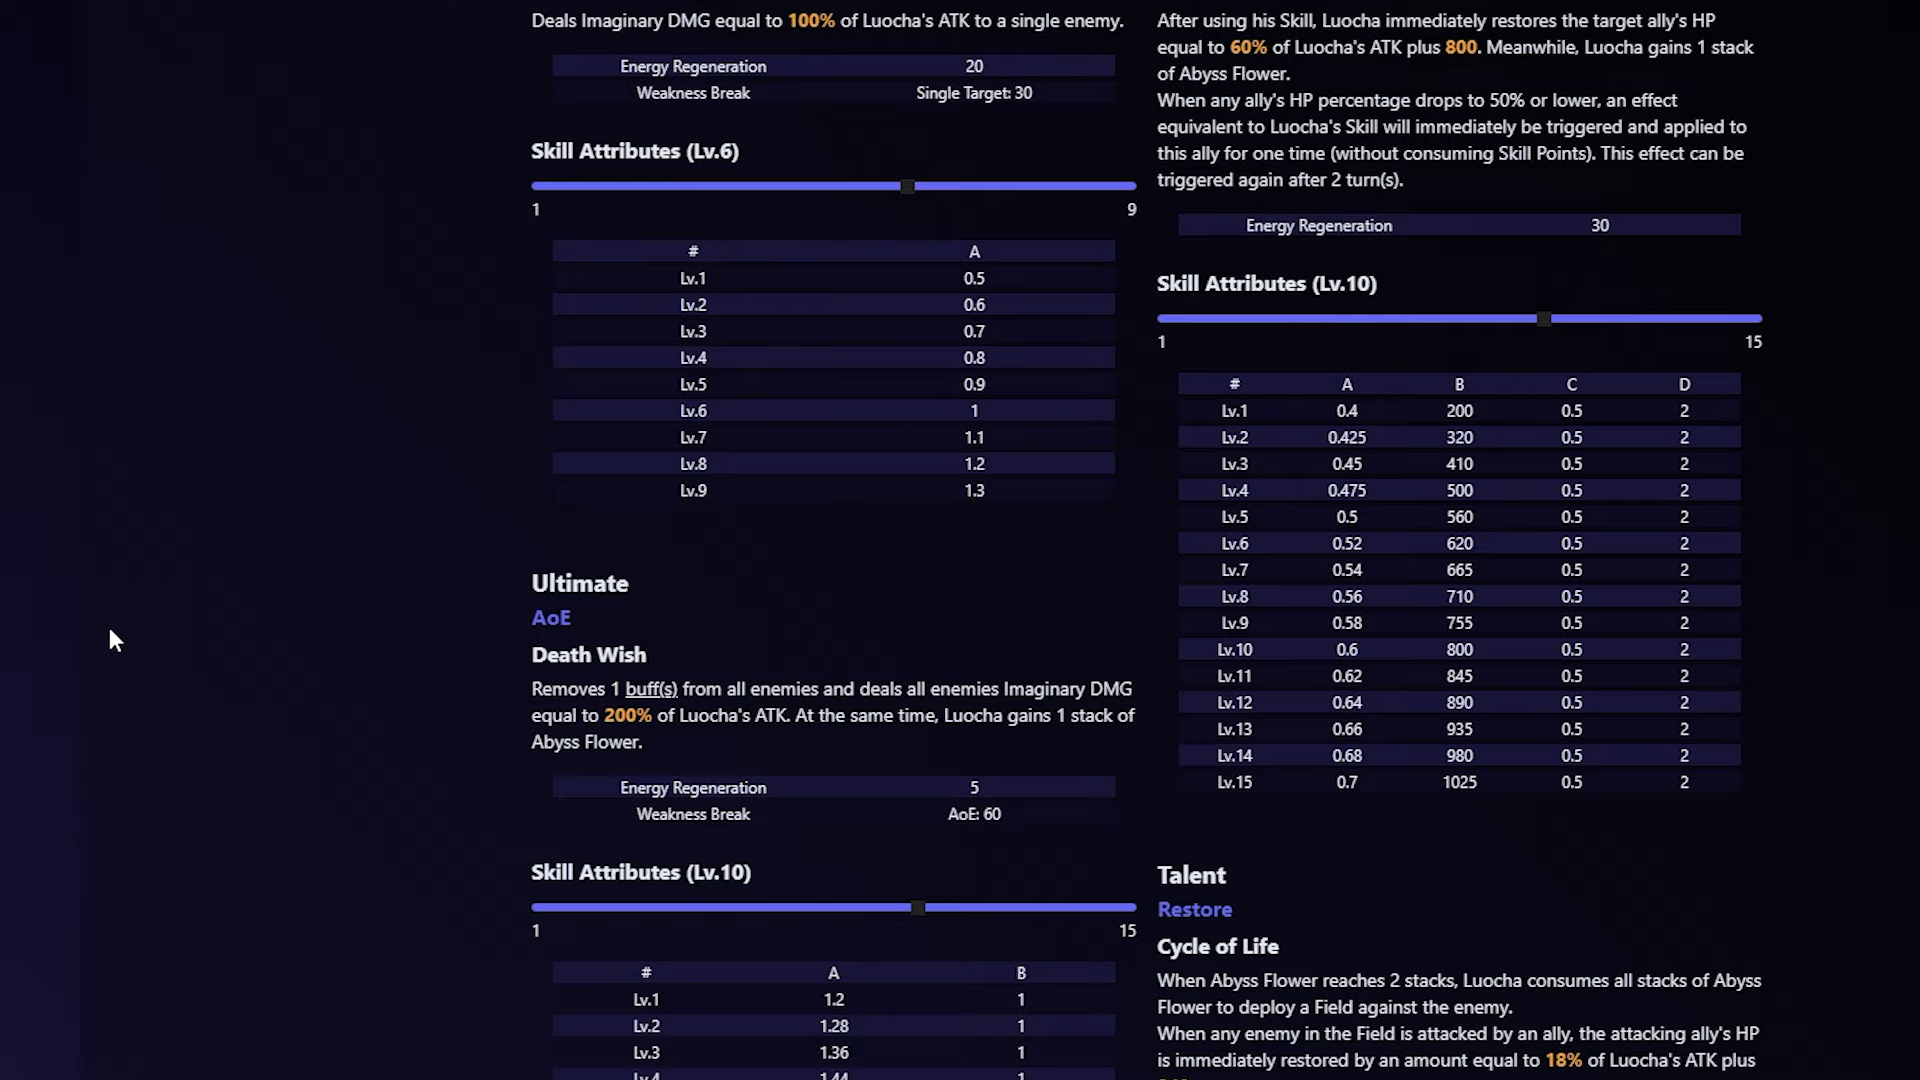 Deals Imaginary DMG equal to 100% of Luocha's ATK to a single enemy.
Energy Regeneration 20
Weakness Break Single Target: 30
Skill Attributes (Lv.6)
1 9
# A
Lv.1 0.5
Lv.2 0.6
Lv.3 0.7
Lv.4 0.8
Lv.5 0.9
Lv.6 1
Lv.7 1.1
Lv.8 1.2
Lv.9 1.3
Ultimate
AoE
Death Wish
Removes 1 buff(s) from all enemies and deals all enemies Imaginary DMG
equal to 200% of Luocha's ATK. At the same time, Luocha gains 1 stack of
Abyss Flower.
Energy Regeneration 5
Weakness Break AoE: 60
Skill Attributes (Lv.10)
1 15
# A B
Lv.1 1.2 1
Lv.2 1.28 1
Lv.3 1.36 1
Lv.4 1.44 1
After using his Skill, Luocha immediately restores the target ally's HP
equal to 60% of Luocha's ATK plus 800. Meanwhile, Luocha gains 1 stack
of Abyss Flower.
When any ally's HP percentage drops to 50% or lower, an effect
equivalent to Luocha's Skill will immediately be triggered and applied to
this ally for one time (without consuming Skill Points). This effect can be
triggered again after 2 turn(s).
Energy Regeneration 30
Skill Attributes (Lv.10)
1 15
# A B C D
Lv.1 0.4 200 0.5 2
Lv.2 0.425 320 0.5 2
Lv.3 0.45 410 0.5 2
Lv.4 0.475 500 0.5 2
Lv.5 0.5 560 0.5 2
Lv.6 0.52 620 0.5 2
Lv.7 0.54 665 0.5 2
Lv.8 0.56 710 0.5 2
Lv.9 0.58 755 0.5 2
Lv.10 0.6 800 0.5 2
Lv.11 0.62 845 0.5 2
Lv.12 0.64 890 0.5 2
Lv.13 0.66 935 0.5 2
Lv.14 0.68 980 0.5 2
Lv.15 0.7 1025 0.5 2
Talent
Restore
Cycle of Life
When Abyss Flower reaches 2 stacks, Luocha consumes all stacks of Abyss
Flower to deploy a Field against the enemy.
When any enemy in the Field is attacked by an ally, the attacking ally's HP
is immediately restored by an amount equal to 18% of Luocha's ATK plus